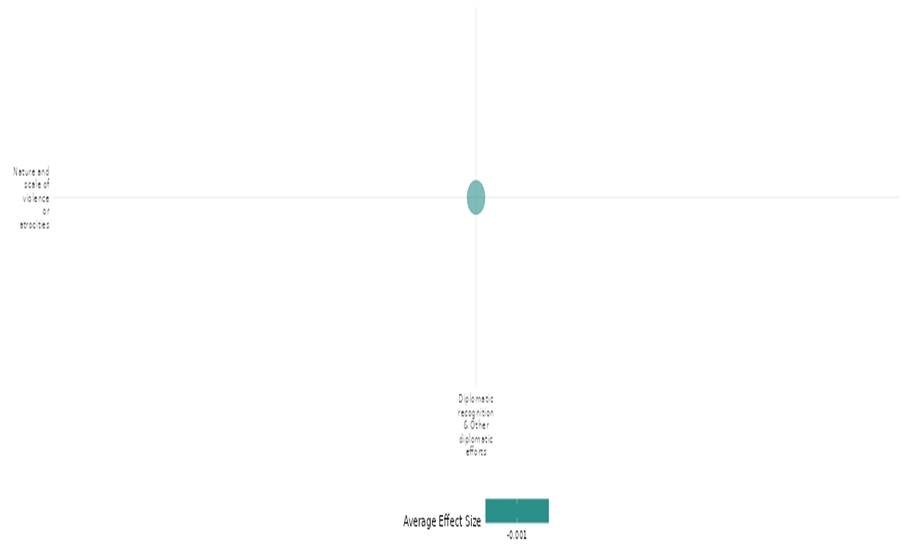 Nature and
scale of
violence
or
atrocities
Diplomatic
recognition
& Other
diplomatic
efforts
Average Effect Size
-0.001